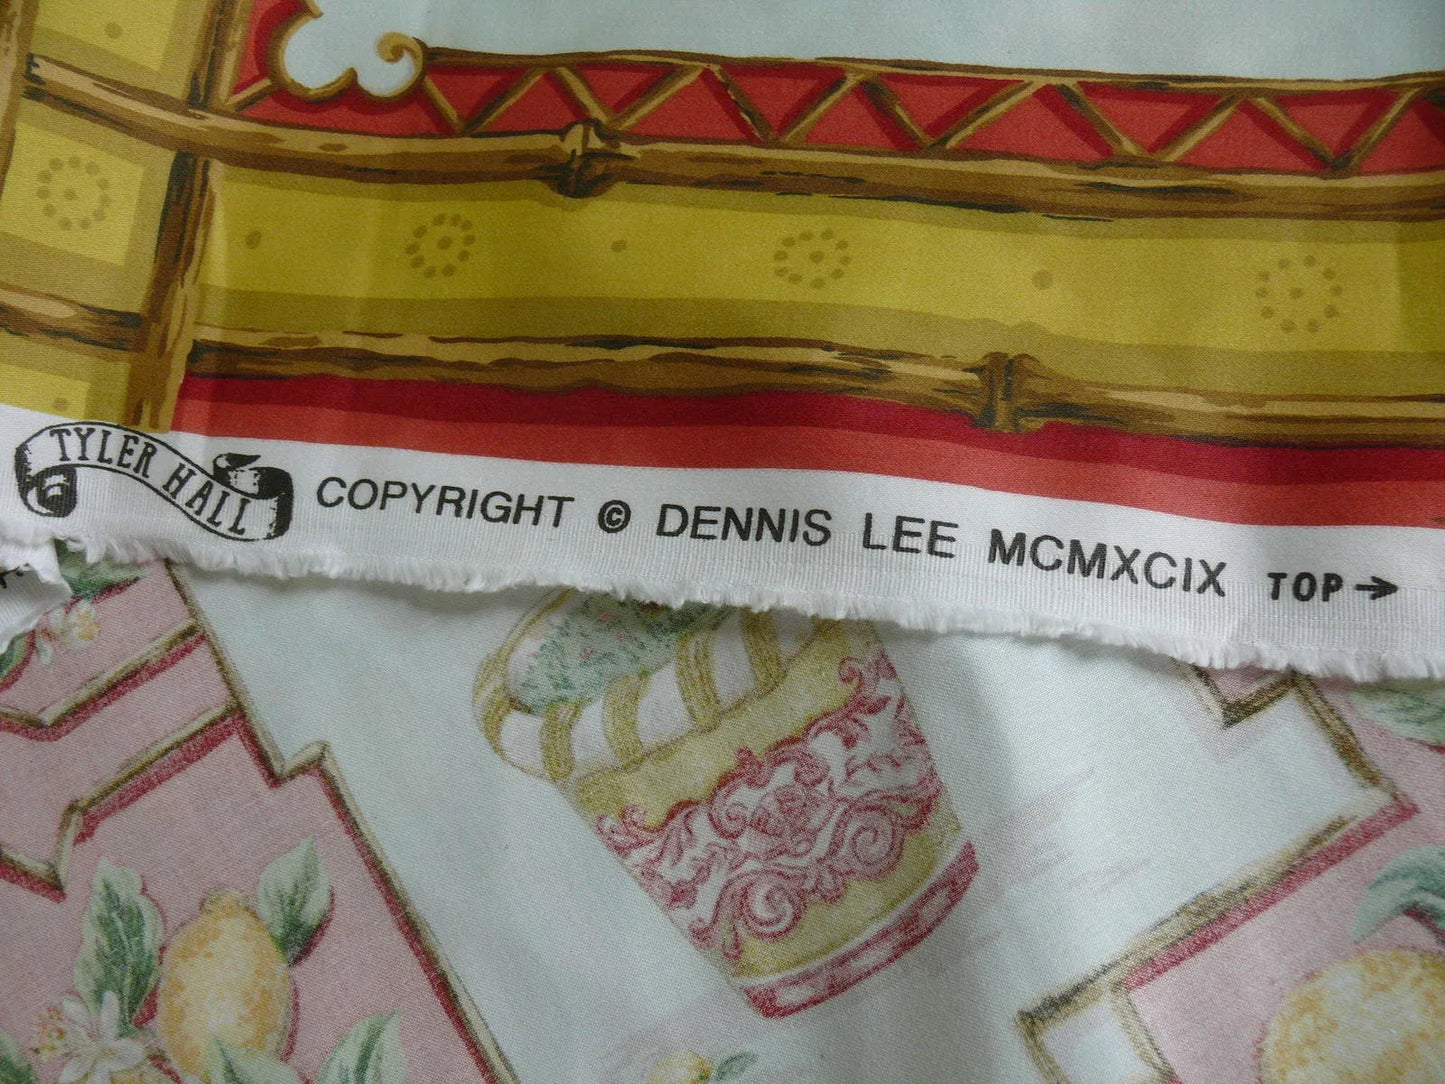 TYLER HALL COPYRIGHT © DENNIS LEE MCMXCIX TOP →